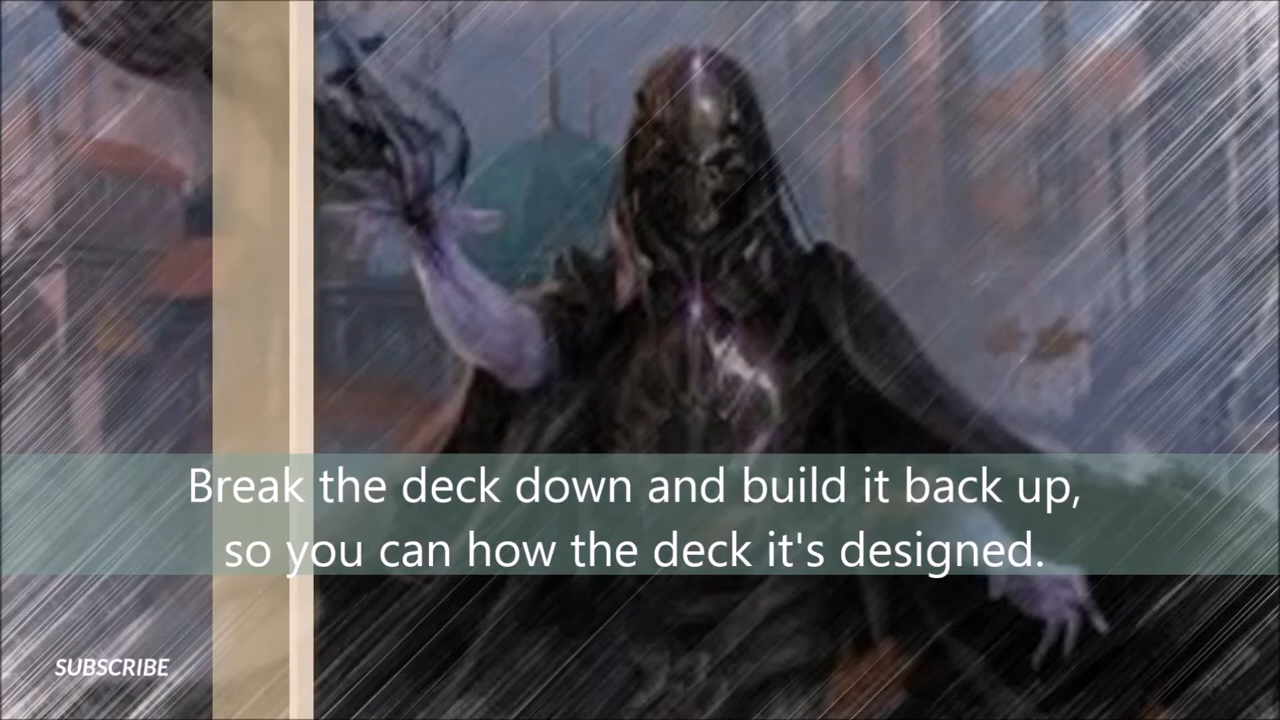 Break the deck down and build it back up,
so you can how the deck it's designed.
SUBSCRIBE